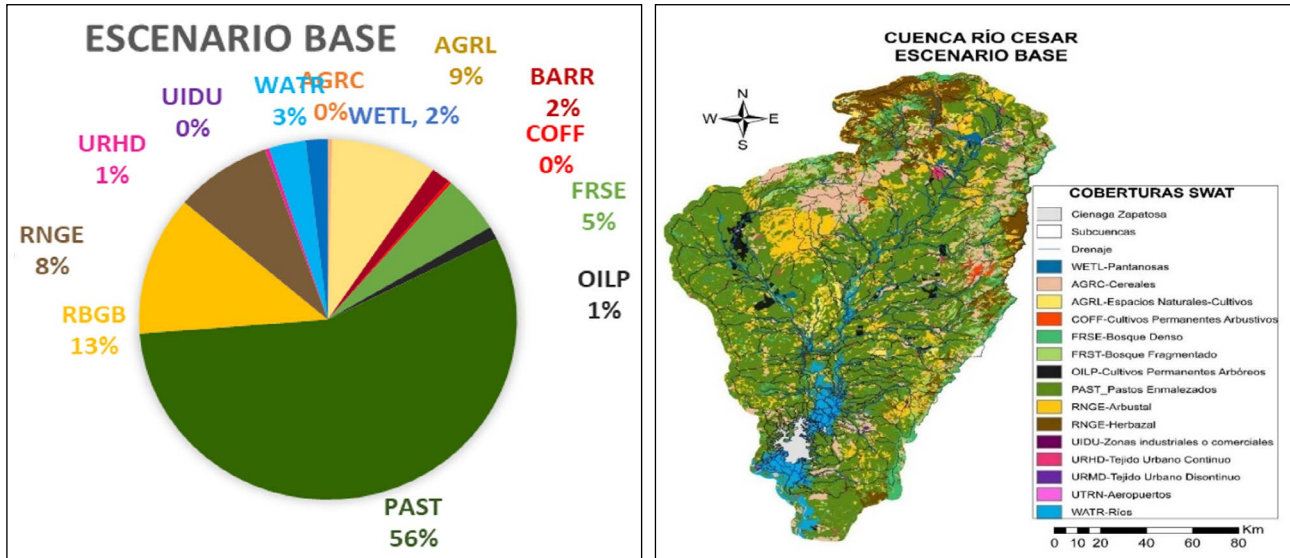 ESCENARIO BASE
AGRL
9%
BARR
2%
COFF
0%
FRSE
5%
OILP
1%
PAST
56%
RBGB
13%
RNGE
8%
URHD
1%
UIDU
0%
WATR
3%
AGRC
0%
WETL, 2%
CUENCA RÍO CESAR
ESCENARIO BASE
N
W
E
S
COBERTURAS SWAT
Cienaga Zapatosa
Subcuencas
Drenaje
WETL-Pantanosas
AGRC-Cereales
AGRL-Espacios Naturales-Cultivos
COFF-Cultivos Permanentes Arbustivos
FRSE-Bosque Denso
FRST-Bosque Fragmentado
OILP-Cultivos Permanentes Arbóreos
PAST_Pastos Enmalezados
RNGE-Arbustal
RNGE-Herbazal
UIDU-Zonas industriales o comerciales
URHD-Tejido Urbano Continuo
URMD-Tejido Urbano Disontinuo
UTRN-Aeropuertos
WATR-Ríos
Km
0 10 20 40 60 80